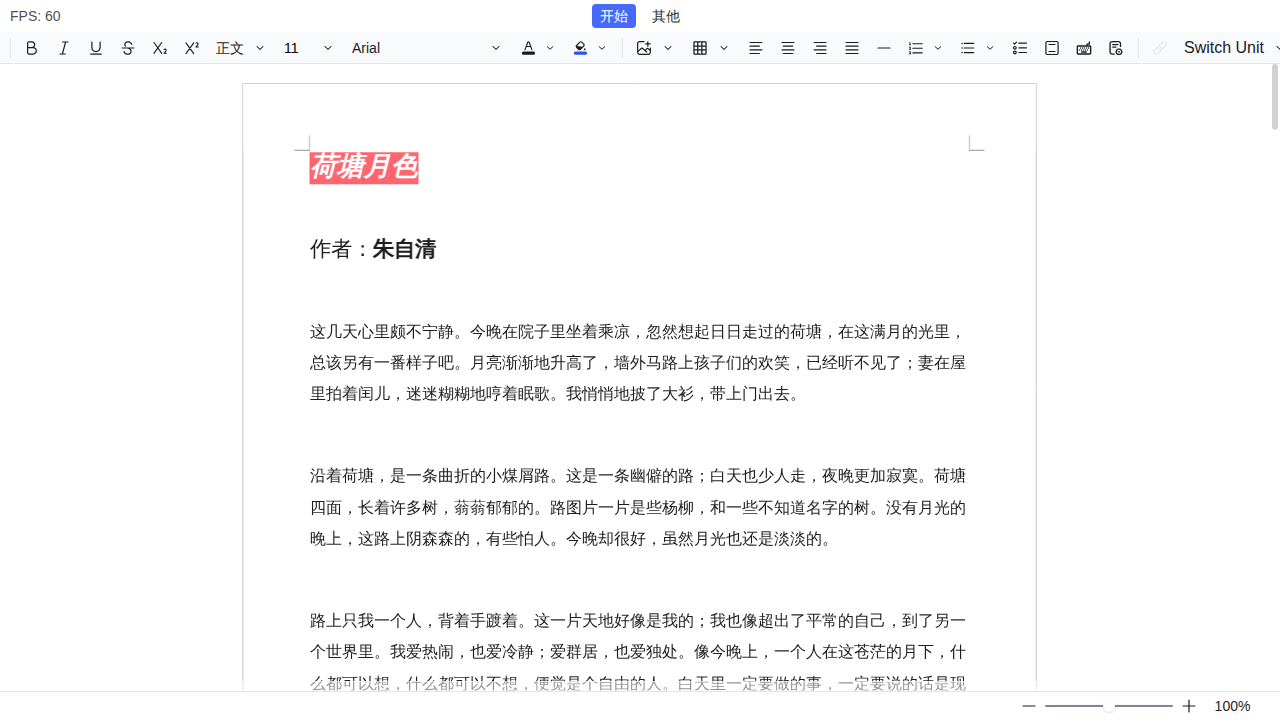 FPS: 60
开始 其他
正文 11 Arial Switch Unit
荷塘月色
作者：朱自清
这几天心里颇不宁静。今晚在院子里坐着乘凉，忽然想起日日走过的荷塘，在这满月的光里，
总该另有一番样子吧。月亮渐渐地升高了，墙外马路上孩子们的欢笑，已经听不见了；妻在屋
里拍着闰儿，迷迷糊糊地哼着眠歌。我悄悄地披了大衫，带上门出去。
沿着荷塘，是一条曲折的小煤屑路。这是一条幽僻的路；白天也少人走，夜晚更加寂寞。荷塘
四面，长着许多树，蓊蓊郁郁的。路图片一片是些杨柳，和一些不知道名字的树。没有月光的
晚上，这路上阴森森的，有些怕人。今晚却很好，虽然月光也还是淡淡的。
路上只我一个人，背着手踱着。这一片天地好像是我的；我也像超出了平常的自己，到了另一
个世界里。我爱热闹，也爱冷静；爱群居，也爱独处。像今晚上，一个人在这苍茫的月下，什
么都可以想，什么都可以不想，便觉是个自由的人。白天里一定要做的事，一定要说的话是现
100%